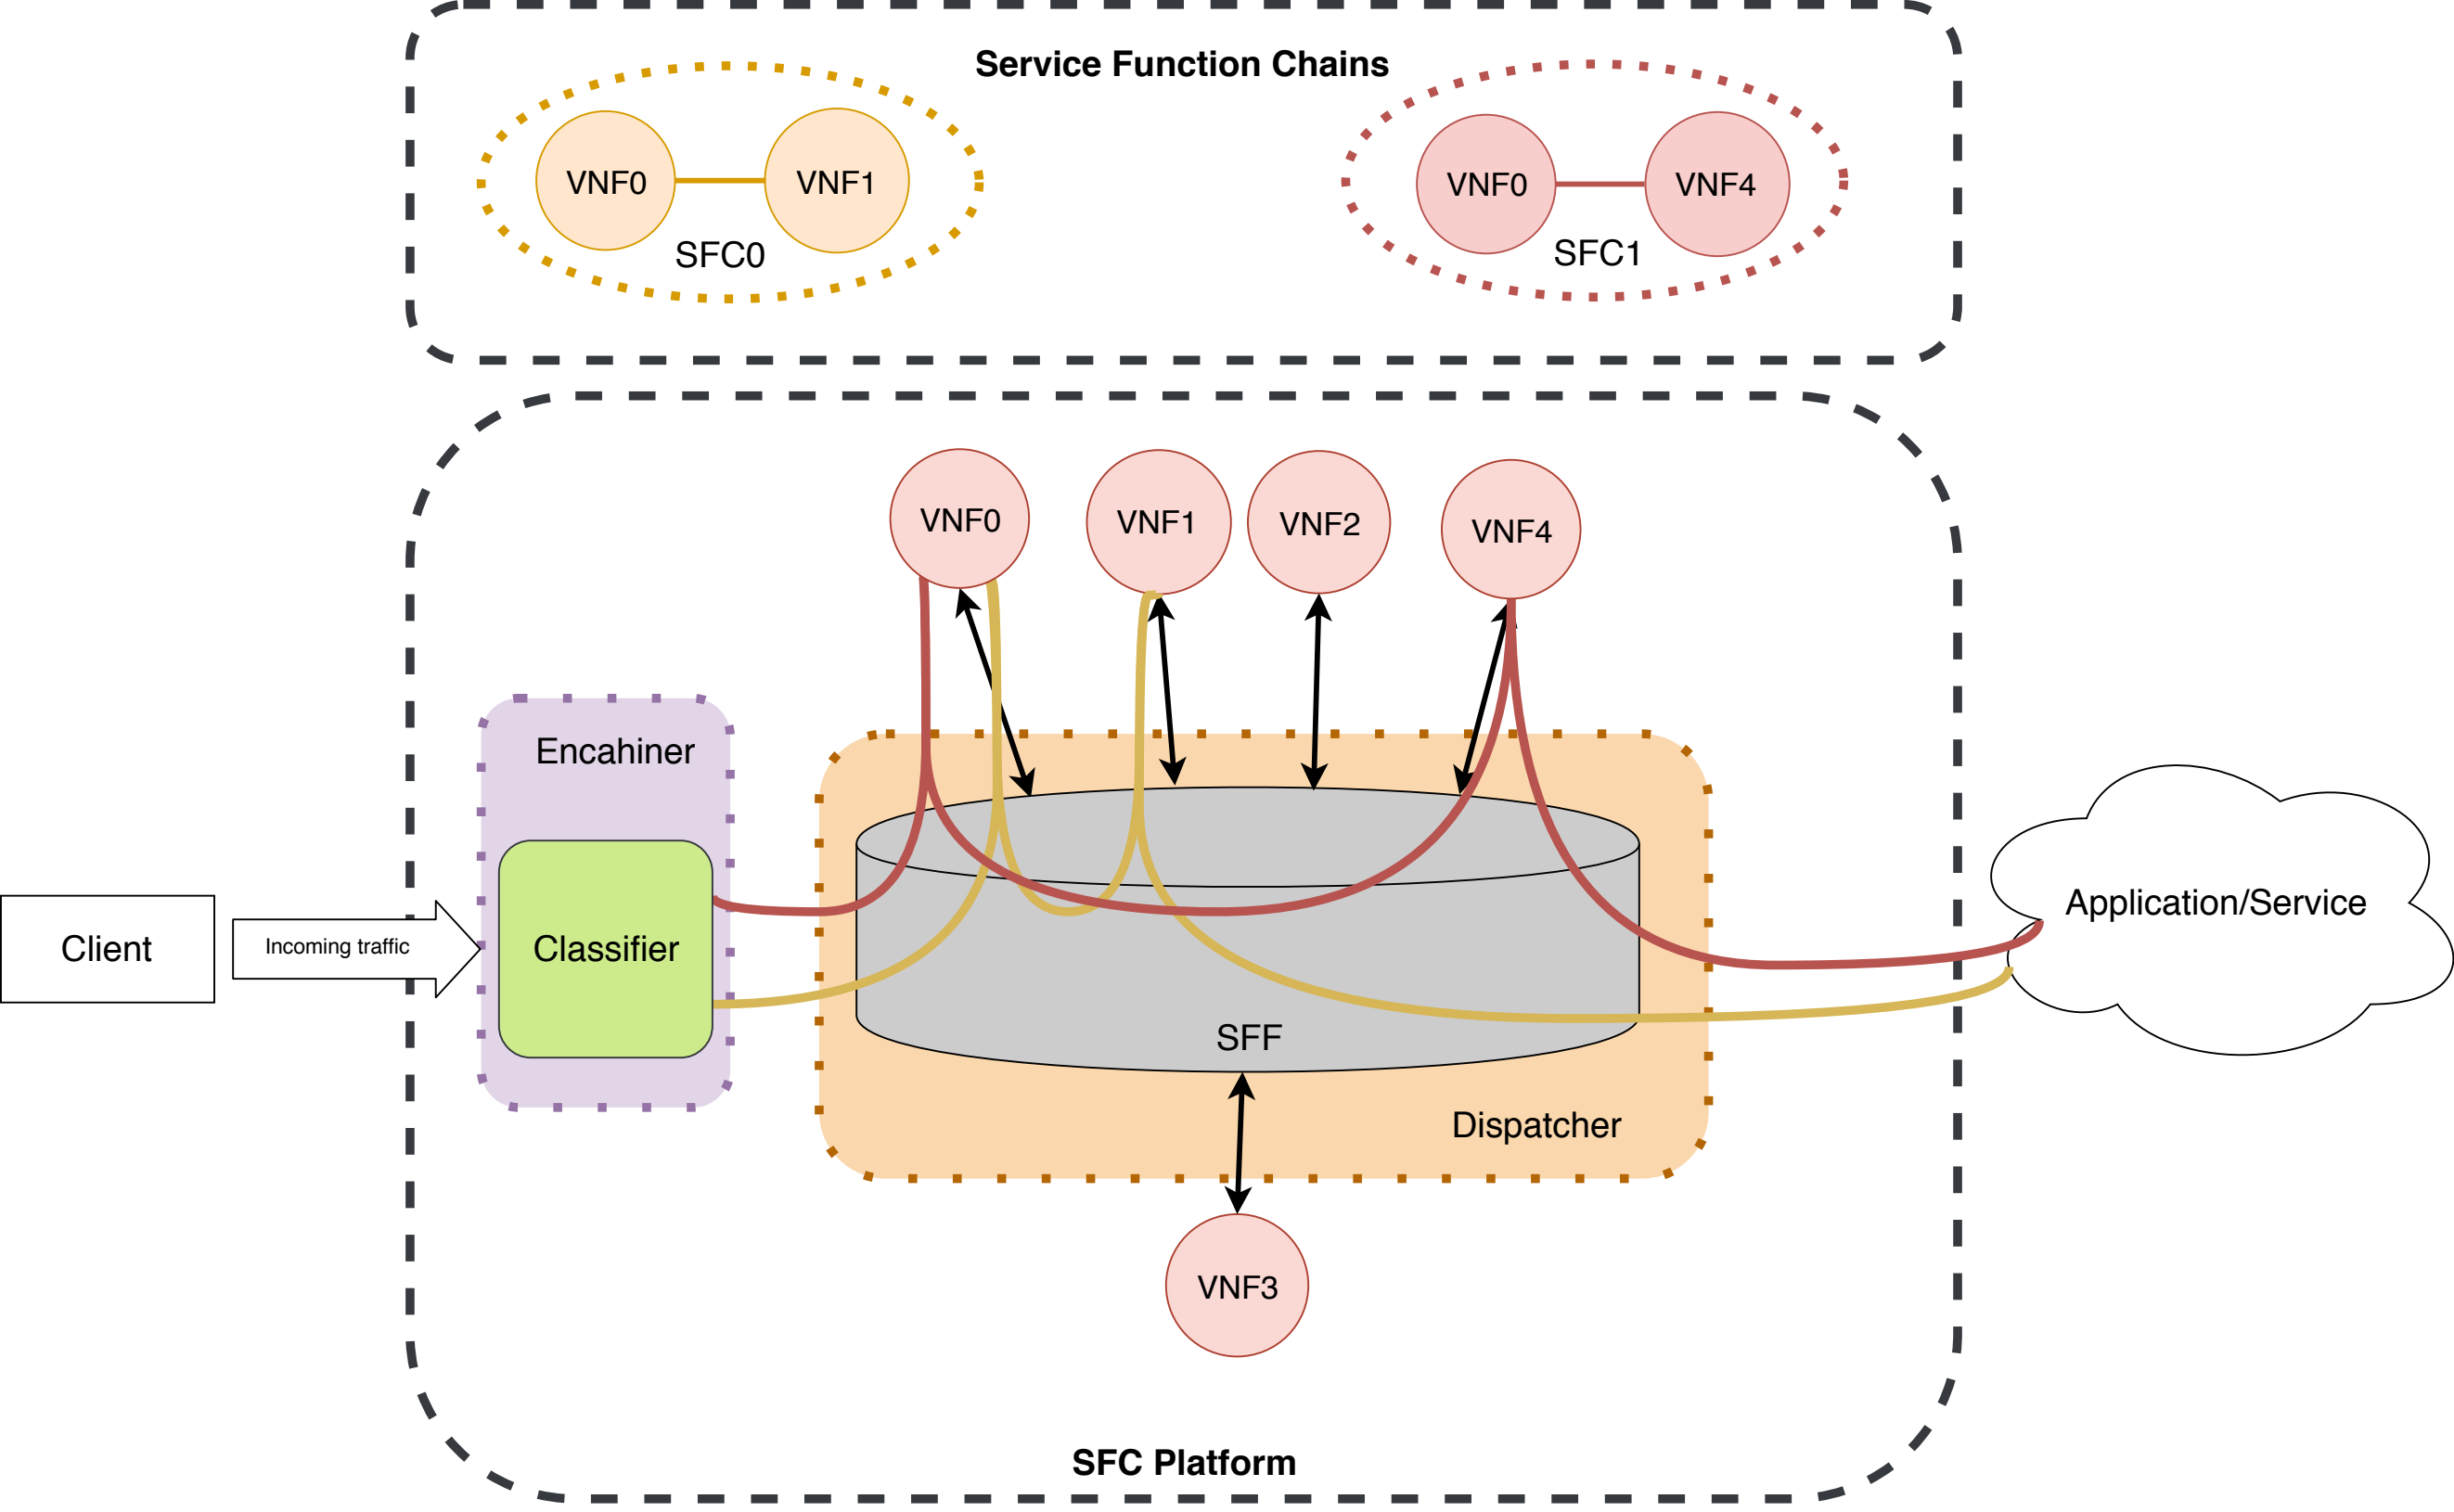 Service Function Chains
VNF0
VNF1
SFC0
VNF0
VNF4
SFC1
VNF0
VNF1
VNF2
VNF4
Encahiner
Client
Incoming traffic
Classifier
SFF
Dispatcher
Application/Service
VNF3
SFC Platform